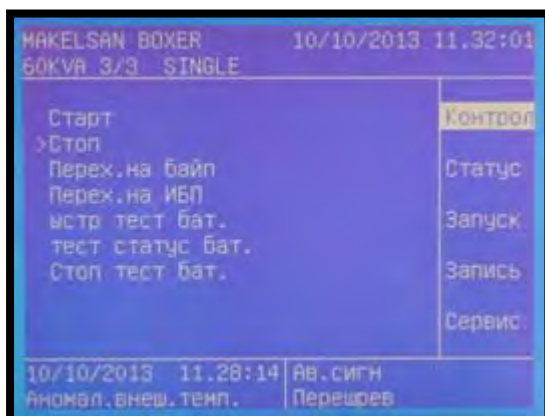 MAKELSAN BOXER 10/10/2013 11.32:01
60KVA 3/3 SINGLE
Старт
>Стоп
Перех.на байп
Перех.на ИБП
ыстр тест бат.
тест статус бат.
Стоп тест бат.
Контрол
Статус
Запуск
Запись
Сервис
10/10/2013 11.28:14 Ав.сигн
Аномал.внеш.темп. Перещрев